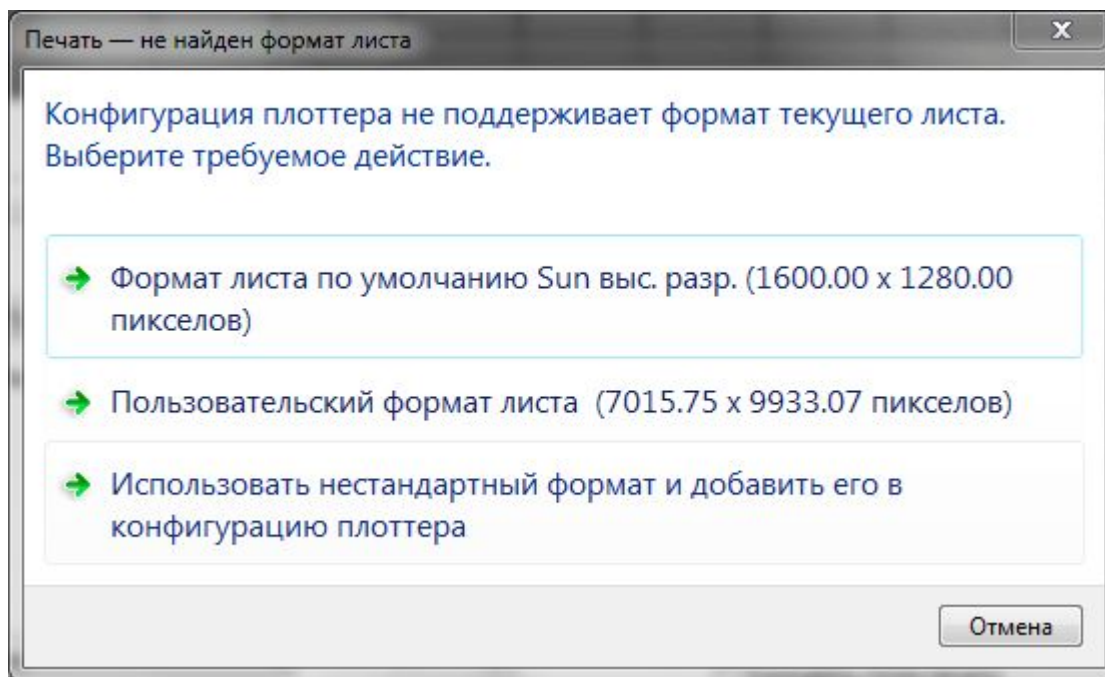 Печать — не найден формат листа
Конфигурация плоттера не поддерживает формат текущего листа.
Выберите требуемое действие.
Формат листа по умолчанию Sun выс. разр. (1600.00 x 1280.00
пикселов)
Пользовательский формат листа (7015.75 x 9933.07 пикселов)
Использовать нестандартный формат и добавить его в
конфигурацию плоттера
Отмена